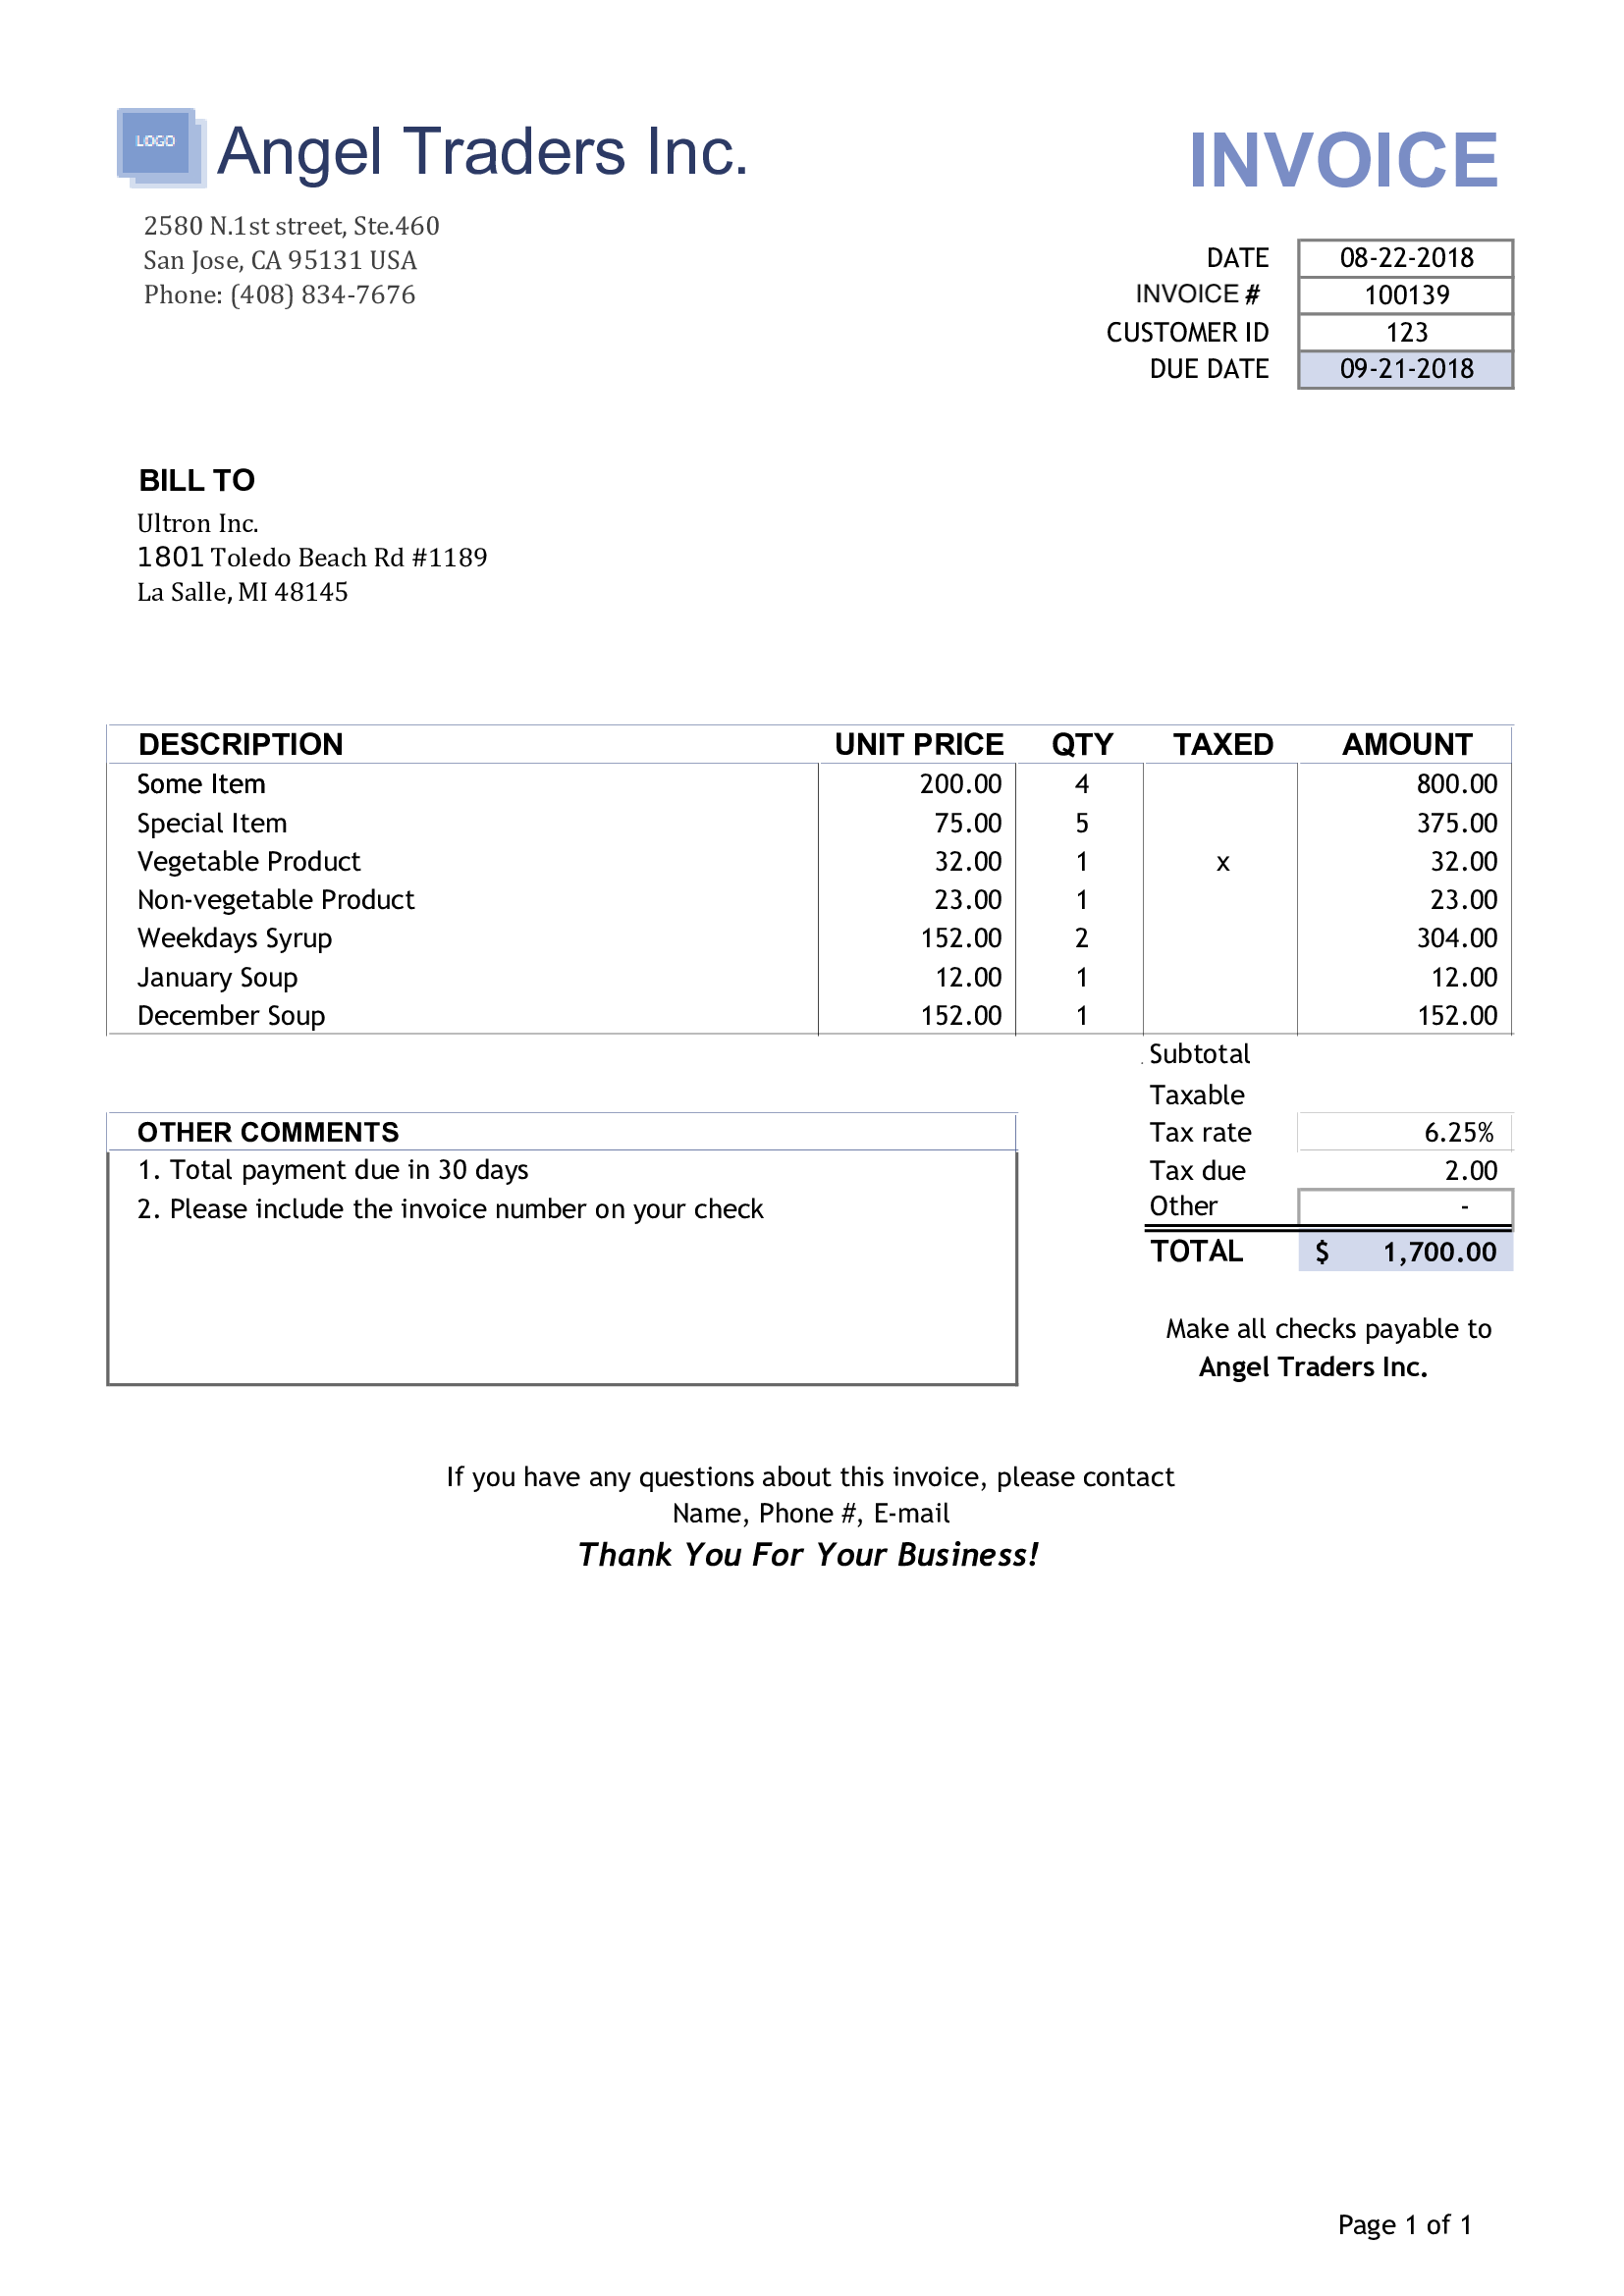 LOGO
Angel Traders Inc.
INVOICE
2580 N.1st street, Ste.460
San Jose, CA 95131 USA
Phone: (408) 834-7676
DATE 08-22-2018
INVOICE # 100139
CUSTOMER ID 123
DUE DATE 09-21-2018
BILL TO
Ultron Inc.
1801 Toledo Beach Rd #1189
La Salle, MI 48145
DESCRIPTION UNIT PRICE QTY TAXED AMOUNT
Some Item 200.00 4 800.00
Special Item 75.00 5 375.00
Vegetable Product 32.00 1 x 32.00
Non-vegetable Product 23.00 1 23.00
Weekdays Syrup 152.00 2 304.00
January Soup 12.00 1 12.00
December Soup 152.00 1 152.00
Subtotal
Taxable
Tax rate 6.25%
Tax due 2.00
Other -
TOTAL $ 1,700.00
OTHER COMMENTS
1. Total payment due in 30 days
2. Please include the invoice number on your check
Make all checks payable to
Angel Traders Inc.
If you have any questions about this invoice, please contact
Name, Phone #, E-mail
Thank You For Your Business!
Page 1 of 1